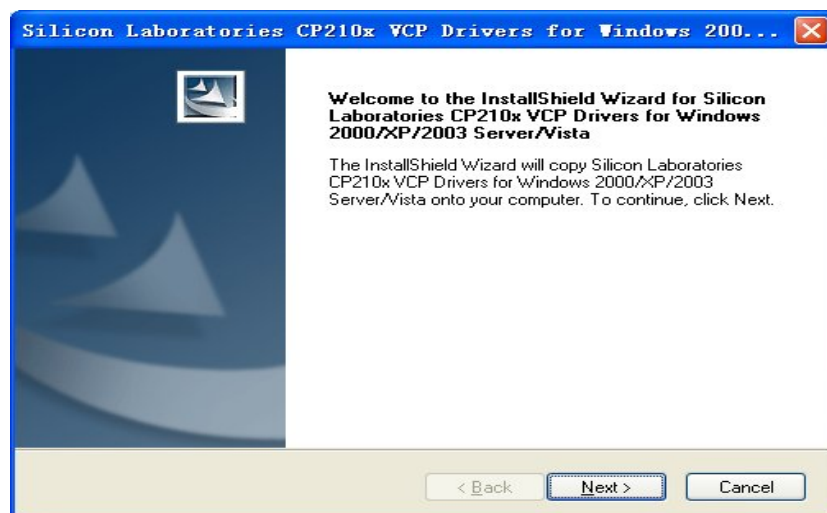 Silicon Laboratories CP210x VCP Drivers for Windows 200...
Welcome to the InstallShield Wizard for Silicon
Laboratories CP210x VCP Drivers for Windows
2000/XP/2003 Server/Vista
The InstallShield Wizard will copy Silicon Laboratories
CP210x VCP Drivers for Windows 2000/XP/2003
Server/Vista onto your computer. To continue, click Next.
< Back
Next >
Cancel